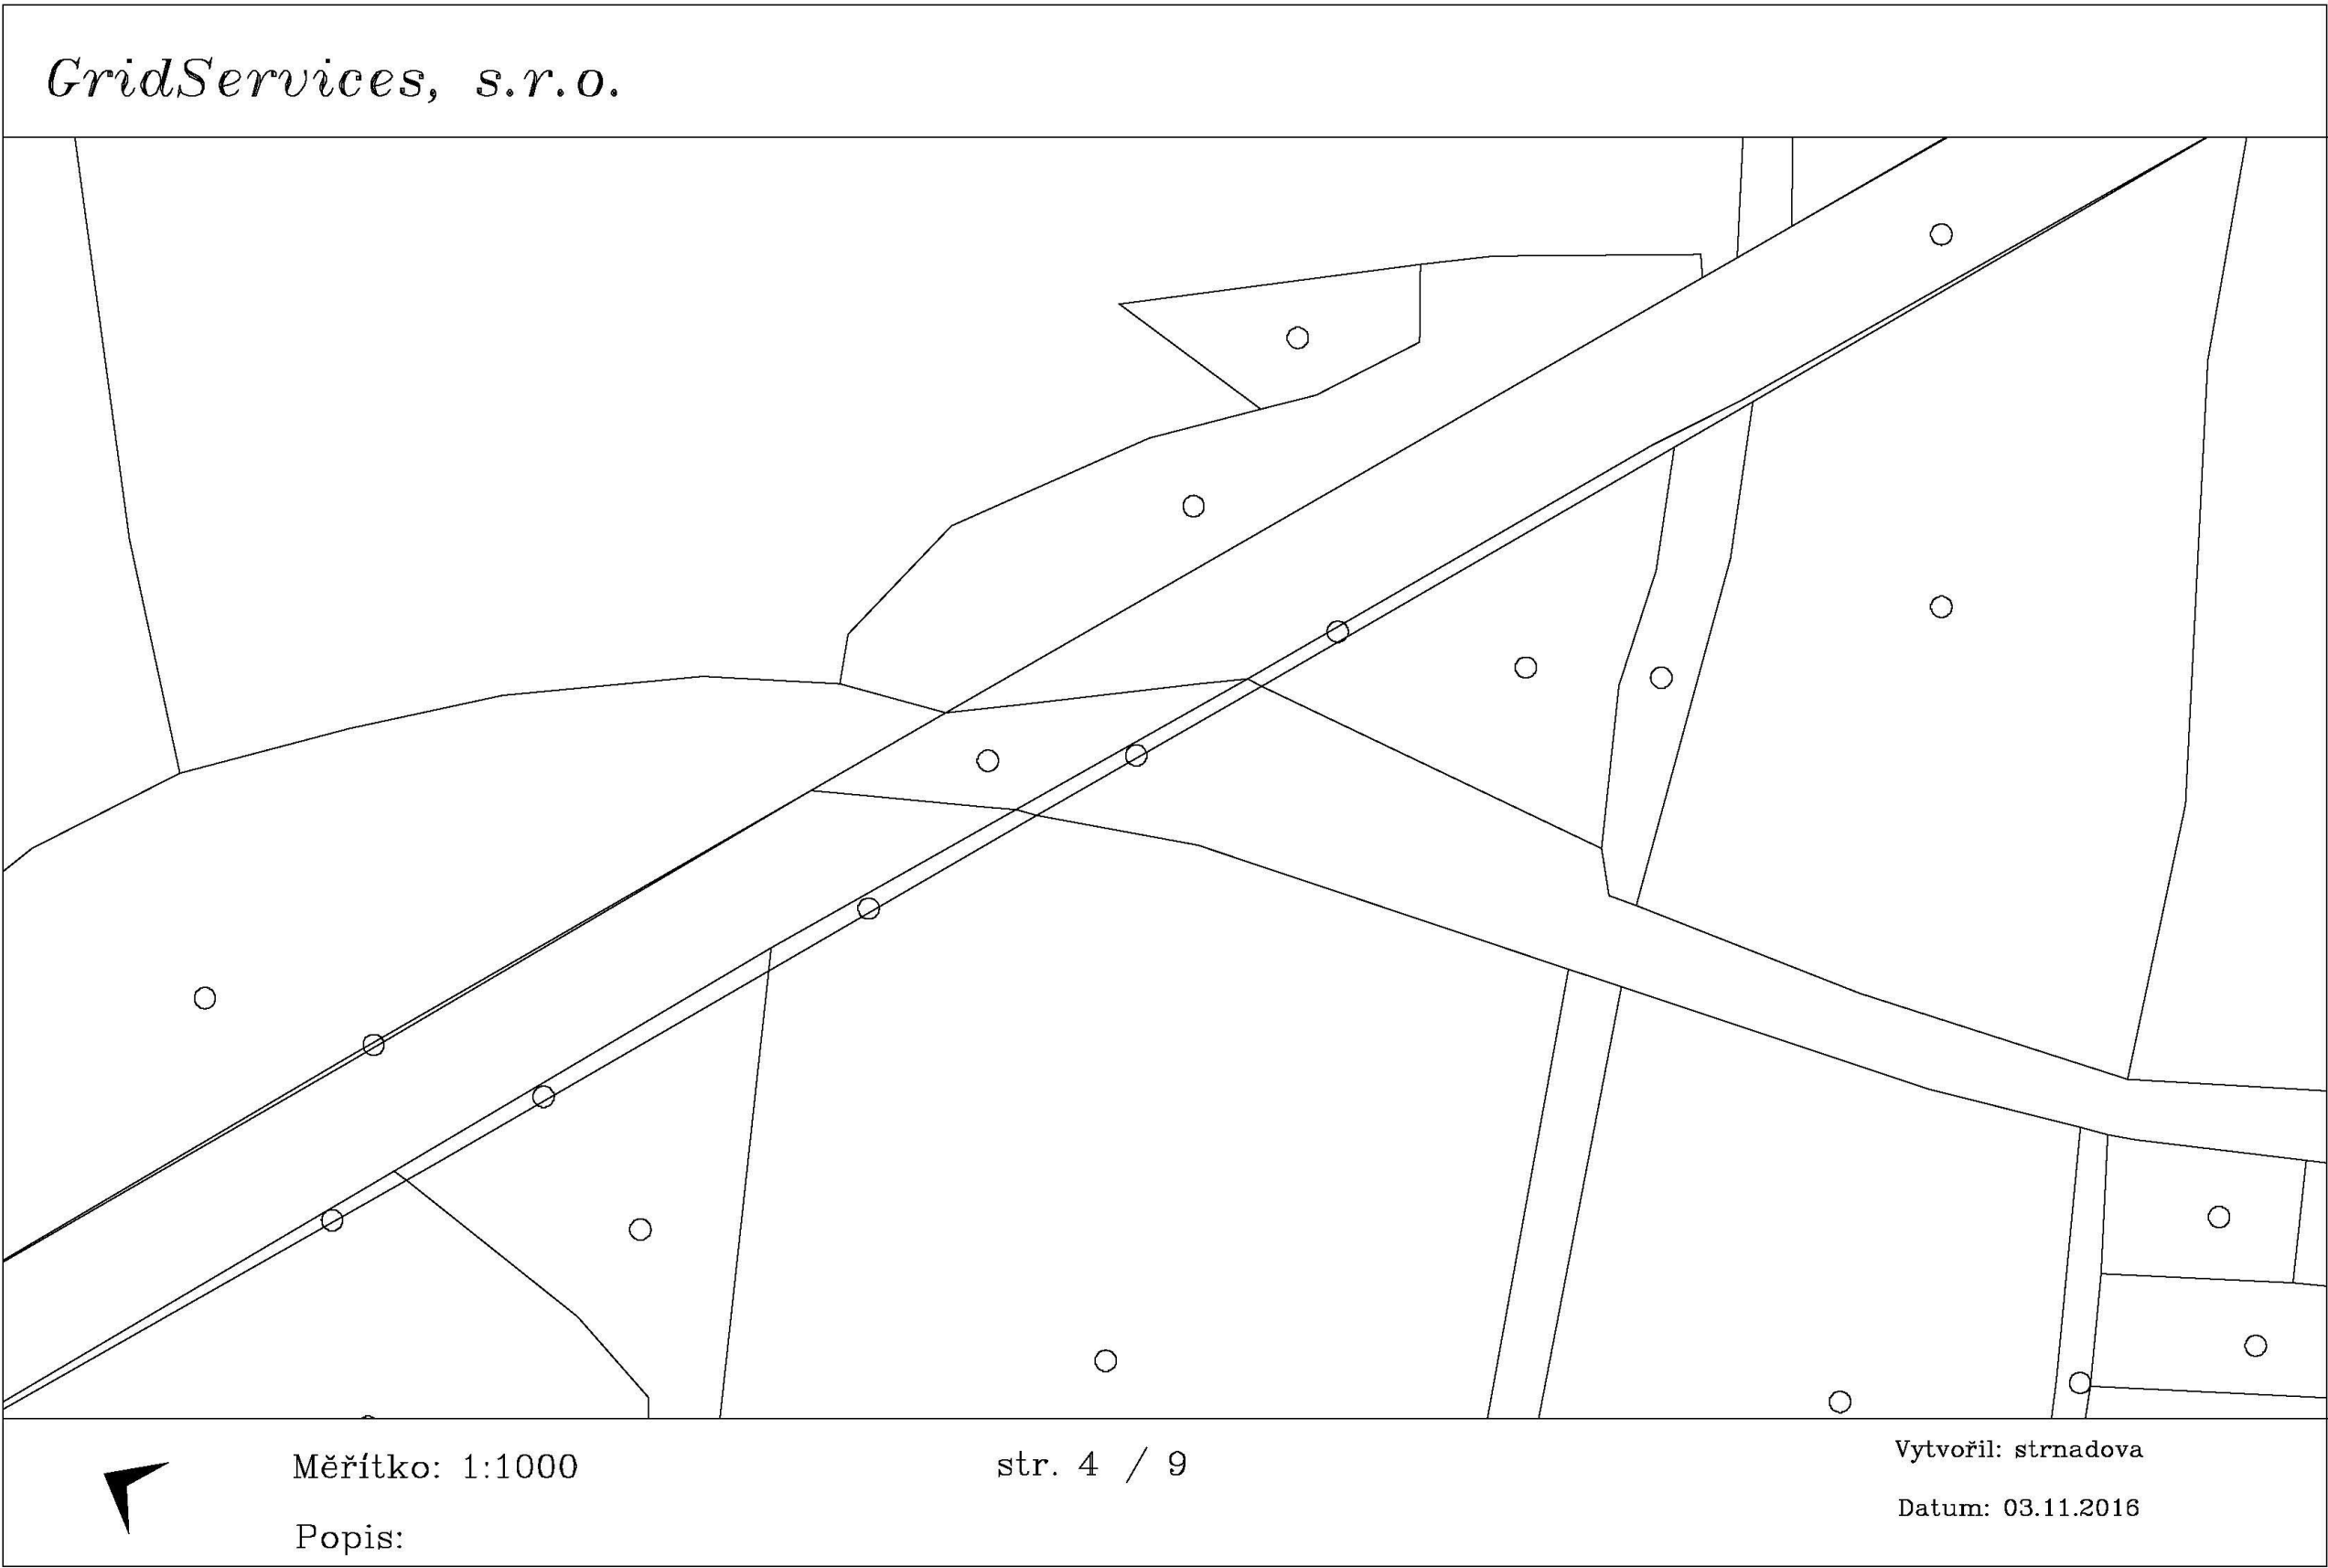 GridServices, s.r.o.
Měřítko: 1:1000
str. 4 / 9
Vytvořil: strnadova
Datum: 03.11.2016
Popis: